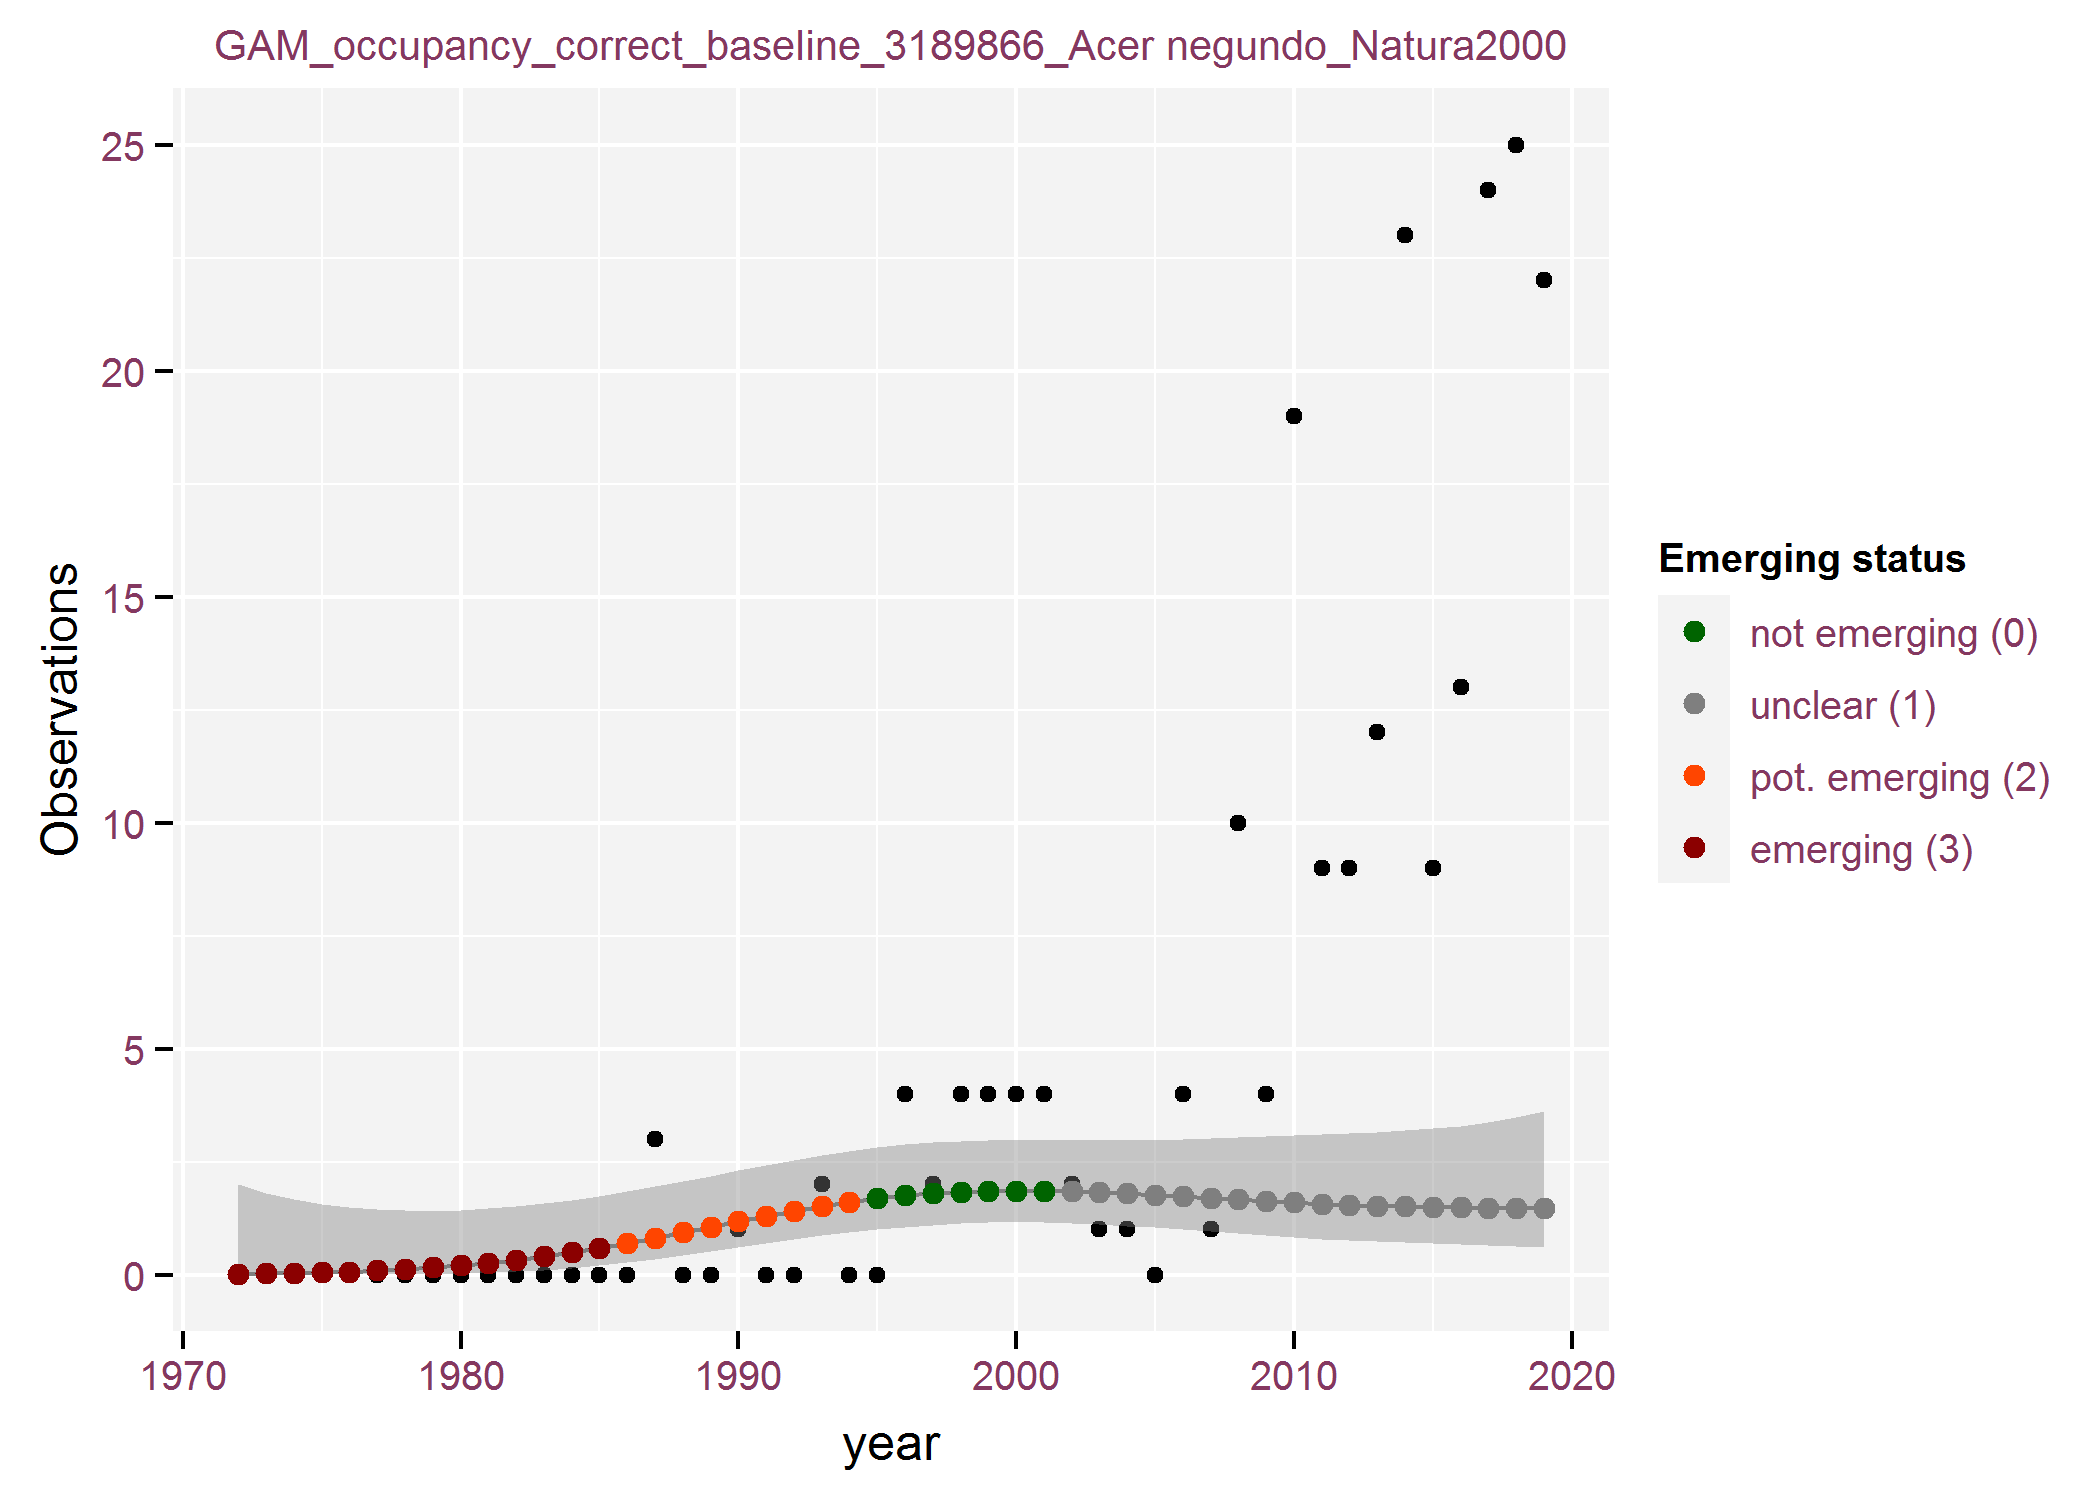 GAM_occupancy_correct_baseline_3189866_Acer negundo_Natura2000
Observations
25
20
15
10
5
0
1970
1980
1990
2000
2010
2020
year
Emerging status
not emerging (0)
unclear (1)
pot. emerging (2)
emerging (3)